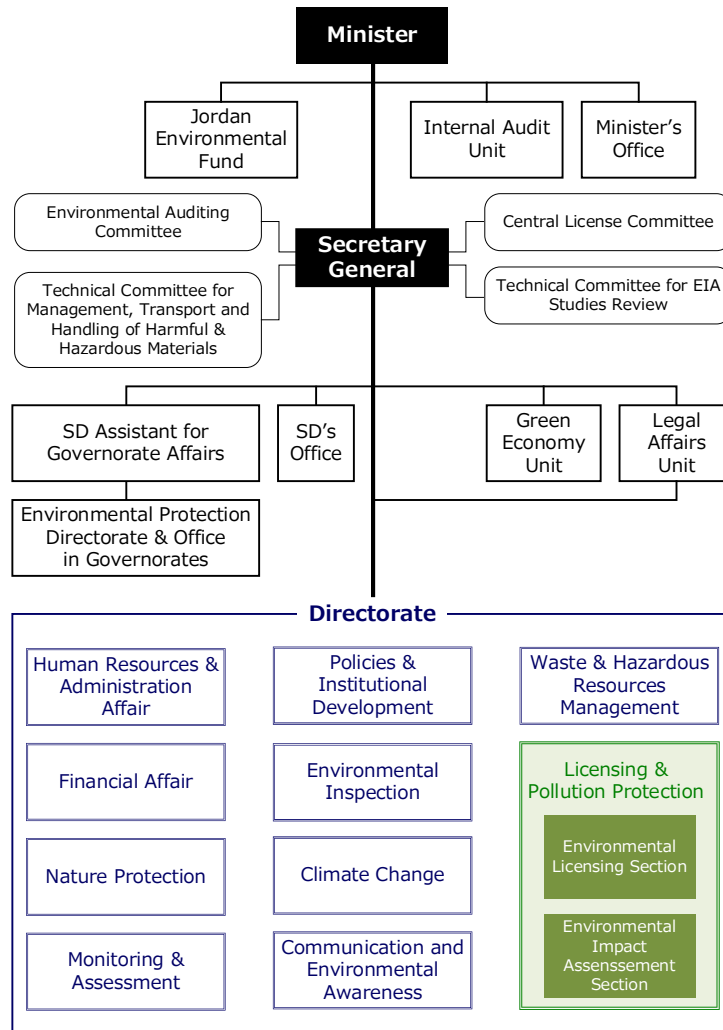 Minister
Jordan
Environmental
Fund
Internal Audit
Unit
Minister's
Office
Environmental Auditing
Committee
Central License Committee
Secretary
General
Technical Committee for
Management, Transport and
Handling of Harmful &
Hazardous Materials
Technical Committee for EIA
Studies Review
SD Assistant for
Governorate Affairs
SD's
Office
Green
Economy
Unit
Legal
Affairs
Unit
Environmental Protection
Directorate & Office
in Governorates
Directorate
Human Resources &
Administration
Affair
Policies &
Institutional
Development
Waste & Hazardous
Resources
Management
Financial Affair
Environmental
Inspection
Licensing &
Pollution Protection
Environmental
Licensing Section
Nature Protection
Climate Change
Monitoring &
Assessment
Communication and
Environmental
Awareness
Environmental
Impact
Assenssement
Section